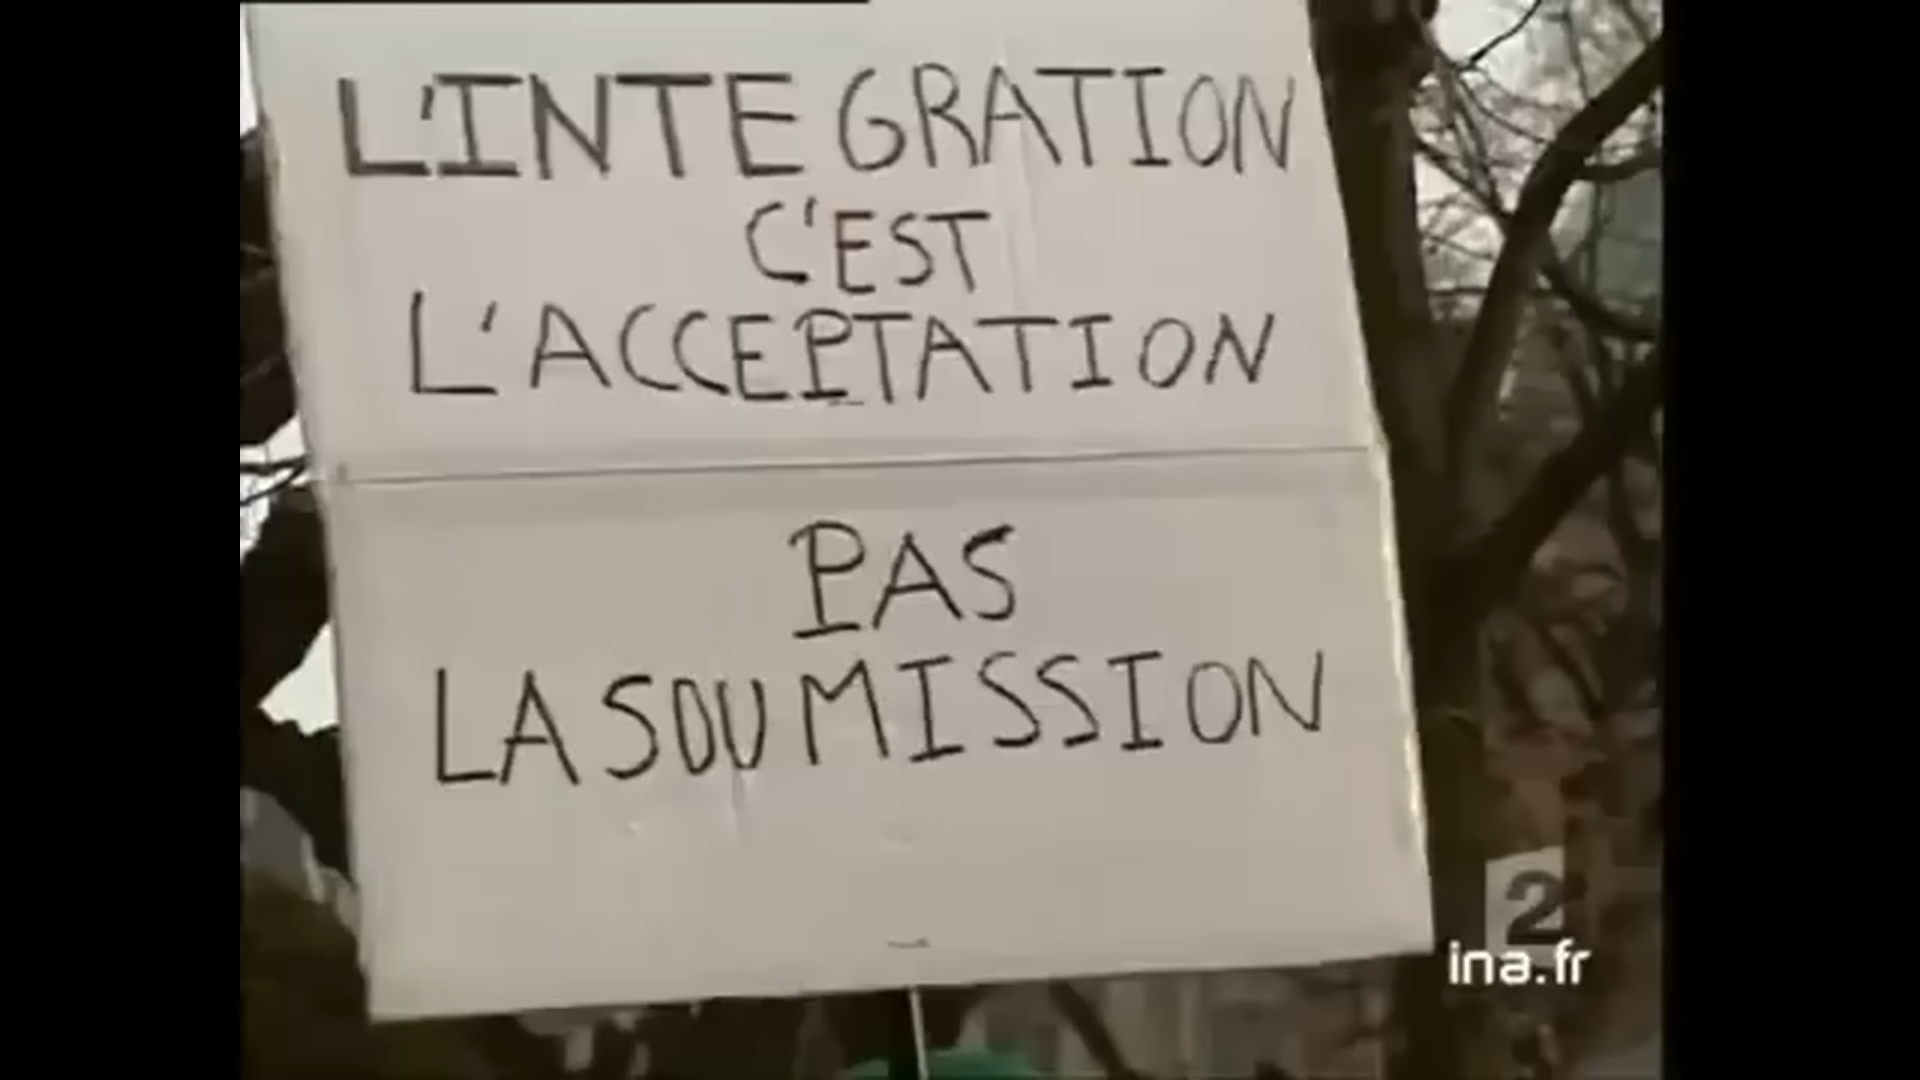 L'INTEGRATION
C'EST
L'ACCEPTATION
PAS
LA SOUMISSION
2
ina.fr